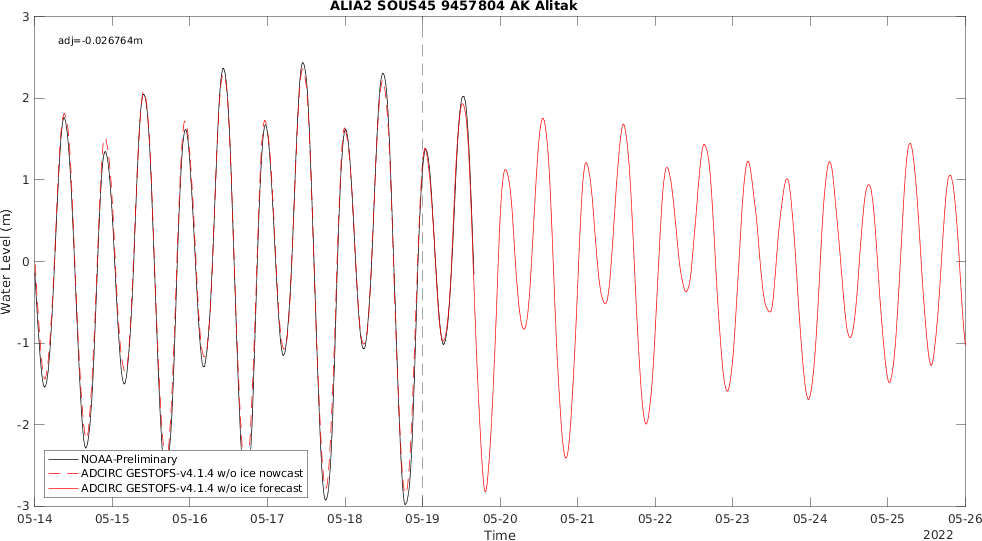 ALIA2 SOUS45 9457804 AK Alitak
3
adj=-0.026764m
2
1
0
-1
-2
-3
Water Level (m)
NOAA-Preliminary
ADCIRC GESTOFS-v4.1.4 w/o ice nowcast
ADCIRC GESTOFS-v4.1.4 w/o ice forecast
05-14 05-15 05-16 05-17 05-18 05-19 05-20 05-21 05-22 05-23 05-24 05-25 05-26
Time
2022